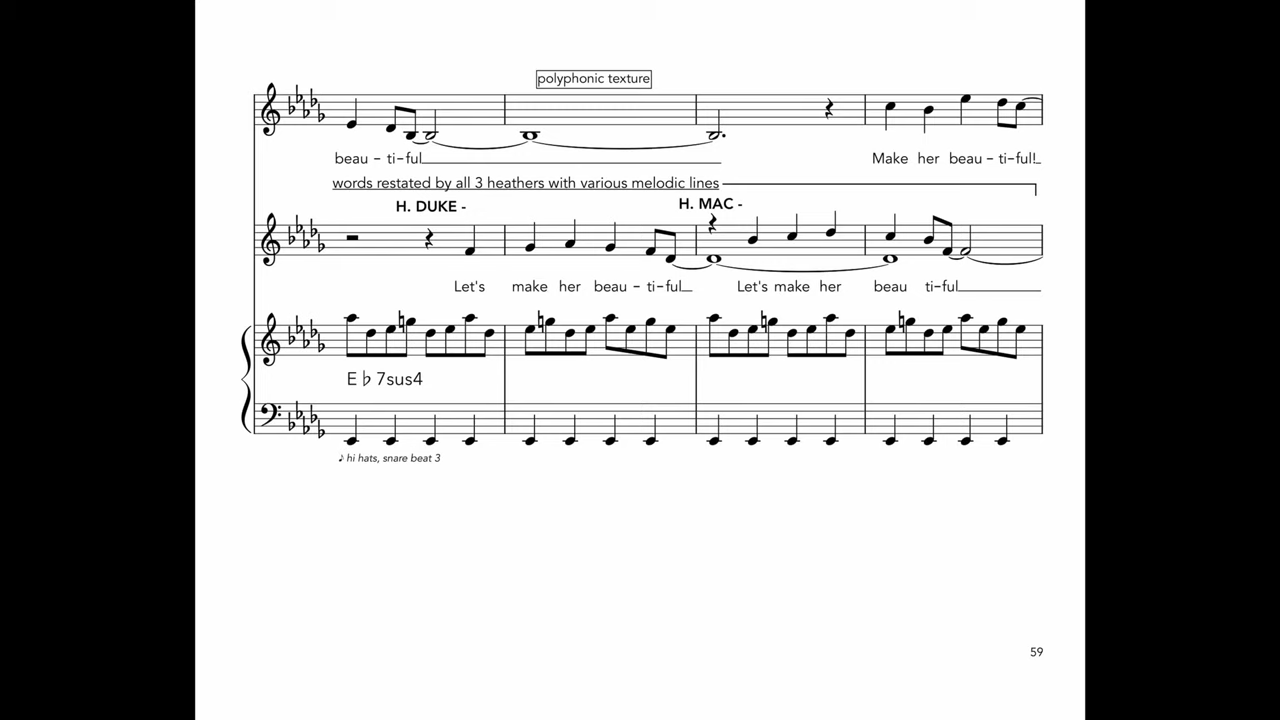 polyphonic texture
beau - ti-ful
Make her beau - ti-ful!
words restated by all 3 heathers with various melodic lines
H. DUKE -
H. MAC -
Let's make her beau - ti-ful Let's make her beau ti-ful
E♭7sus4
♪ hi hats, snare beat 3
59